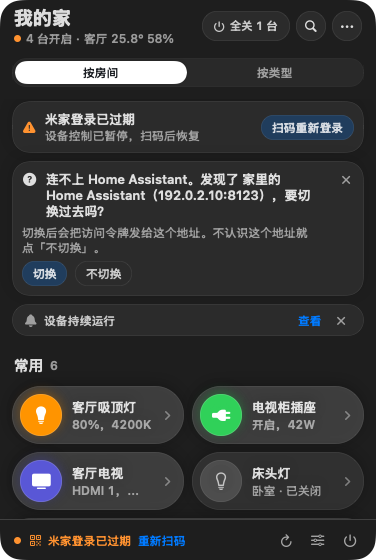 我的家
4 台开启 · 客厅 25.8° 58%
全关 1 台
按房间
按类型
米家登录已过期
设备控制已暂停，扫码后恢复
扫码重新登录
连不上 Home Assistant。发现了 家里的
Home Assistant（192.0.2.10:8123），要切
换过去吗？
切换后会把访问令牌发给这个地址。不认识这个地址就
点「不切换」。
切换
不切换
设备持续运行
查看
常用 6
客厅吸顶灯
80%，4200K
电视柜插座
开启，42W
客厅电视
HDMI 1，…
床头灯
卧室 · 已关闭
米家登录已过期 重新扫码